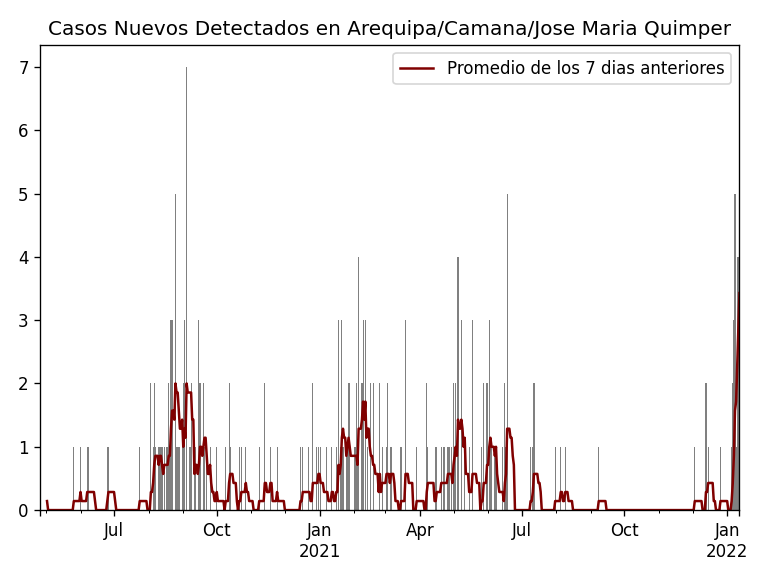 Casos Nuevos Detectados en Arequipa/Camana/Jose Maria Quimper
Promedio de los 7 dias anteriores
7
6
5
4
3
2
1
0
Jul
Oct
Jan
2021
Apr
Jul
Oct
Jan
2022